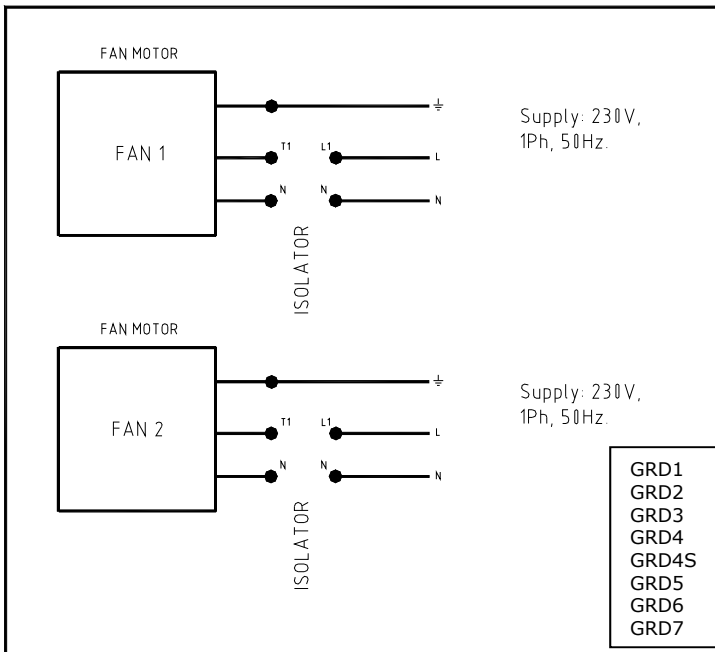 FAN MOTOR
FAN 1
⏚
T1 L1 L
N N N
ISOLATOR
Supply: 230V,
1Ph, 50Hz.
FAN MOTOR
FAN 2
⏚
T1 L1 L
N N N
ISOLATOR
Supply: 230V,
1Ph, 50Hz.
GRD1
GRD2
GRD3
GRD4
GRD4S
GRD5
GRD6
GRD7